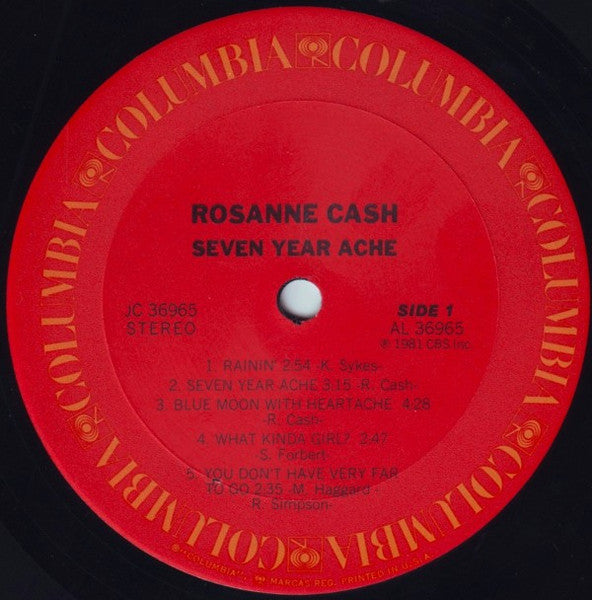 COLUMBIA COLUMBIA COLUMBIA COLUMBIA COLUMBIA COLUMBIA
ROSANNE CASH
SEVEN YEAR ACHE
JC 36965
STEREO
SIDE 1
AL 36965
℗ 1981 CBS Inc.
1. RAININ' 2:54 -K. Sykes-
2. SEVEN YEAR ACHE 3:15 -R. Cash-
3. BLUE MOON WITH HEARTACHE 4:28
-R. Cash-
4. WHAT KINDA GIRL? 2:47
-S. Forbert-
5. YOU DON'T HAVE VERY FAR
TO GO 2:35 -M. Haggard -
R. Simpson-
"COLUMBIA" MARCAS REG. PRINTED IN U.S.A.